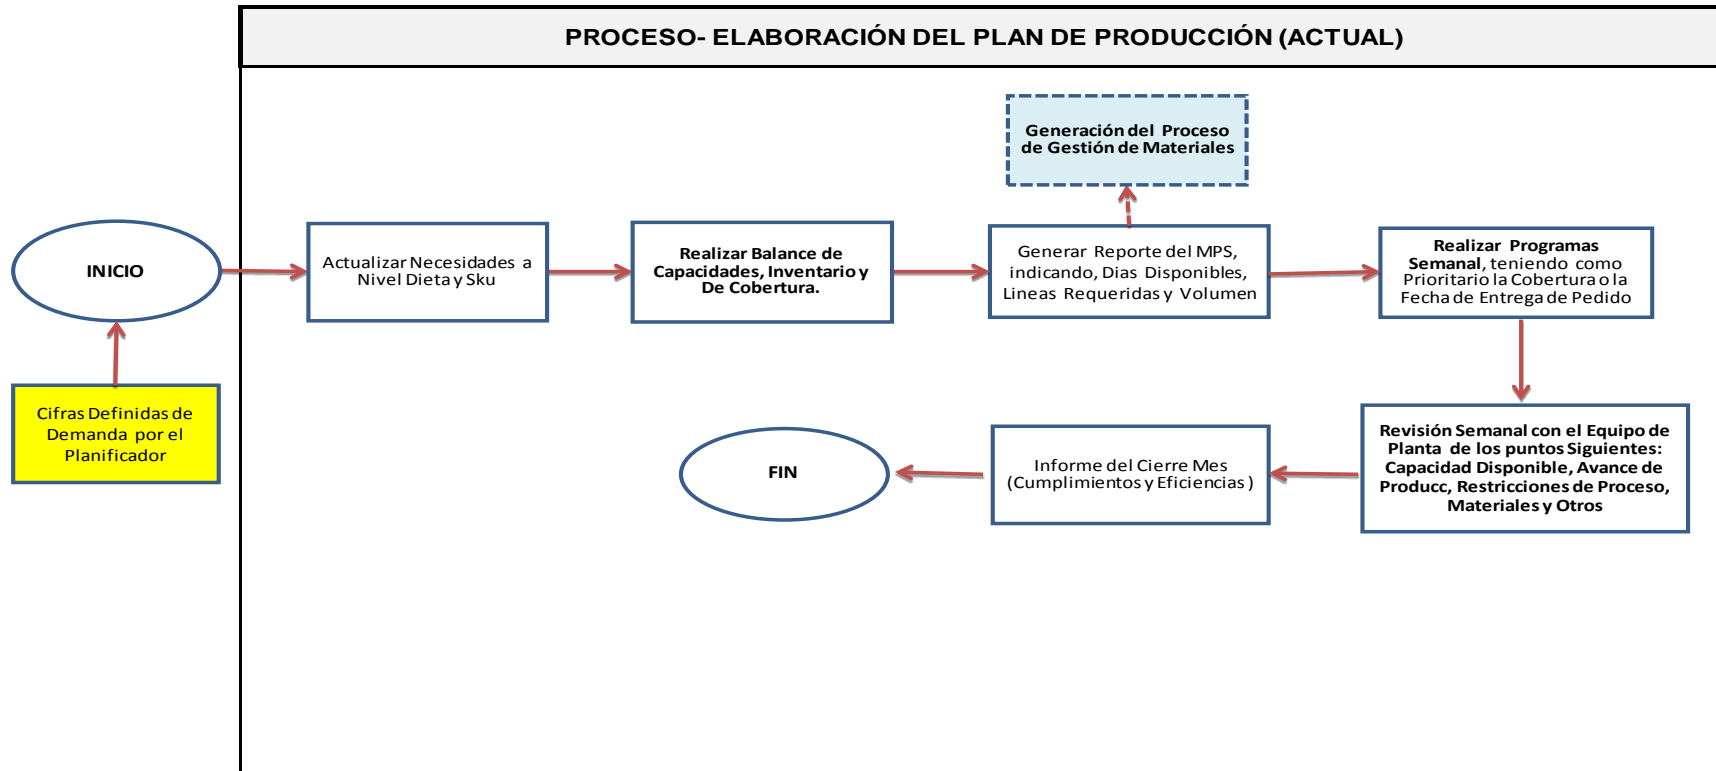 PROCESO- ELABORACIÓN DEL PLAN DE PRODUCCIÓN (ACTUAL)
Generación del Proceso
de Gestión de Materiales
INICIO
Actualizar Necesidades a
Nivel Dieta y Sku
Realizar Balance de
Capacidades, Inventario y
De Cobertura.
Generar Reporte del MPS,
indicando, Dias Disponibles,
Lineas Requeridas y Volumen
Realizar Programas
Semanal, teniendo como
Prioritario la Cobertura o la
Fecha de Entrega de Pedido
Cifras Definidas de
Demanda por el
Planificador
FIN
Informe del Cierre Mes
(Cumplimientos y Eficiencias )
Revisión Semanal con el Equipo de
Planta de los puntos Siguientes:
Capacidad Disponible, Avance de
Producc, Restricciones de Proceso,
Materiales y Otros